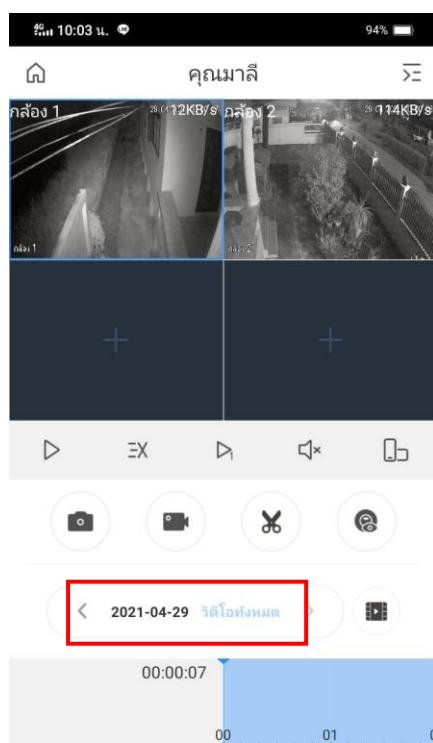 4G 10:03 น. 94%
คุณมาลี
กล้อง 1 12KB/s กล้อง 2 114KB/s
กล้อง 1 กล้อง 2
1
2021-04-29 วิดีโอทั้งหมด
00:00:07
00 01